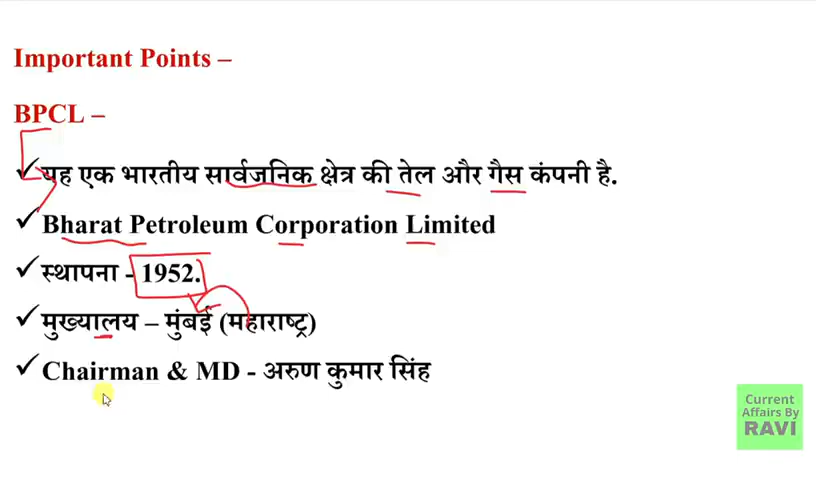 Important Points –
BPCL –
✓ यह एक भारतीय सार्वजनिक क्षेत्र की तेल और गैस कंपनी है.
✓ Bharat Petroleum Corporation Limited
✓ स्थापना - 1952.
✓ मुख्यालय – मुंबई (महाराष्ट्र)
✓ Chairman & MD - अरुण कुमार सिंह
Current
Affairs By
RAVI